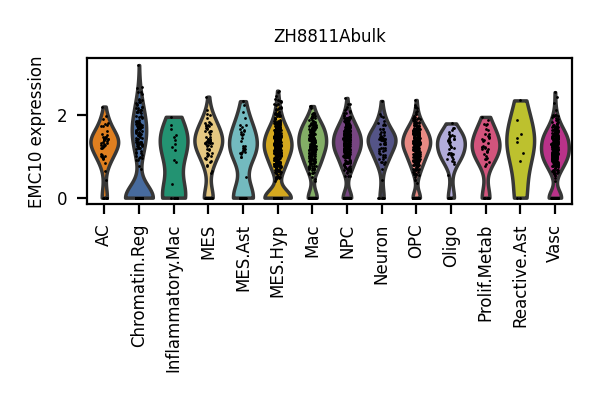 ZH8811Abulk
EMC10 expression
2
0
AC
Chromatin.Reg
Inflammatory.Mac
MES
MES.Ast
MES.Hyp
Mac
NPC
Neuron
OPC
Oligo
Prolif.Metab
Reactive.Ast
Vasc